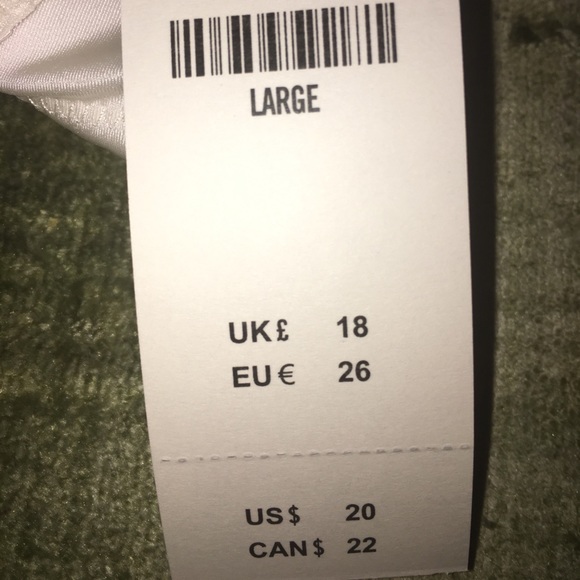 LARGE
UK£ 18
EU€ 26
US$ 20
CAN$ 22